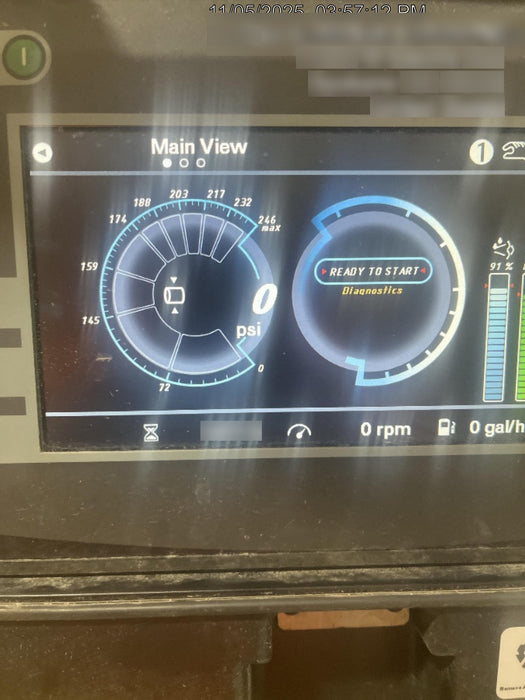 11/05/2025, 03:57:12 PM
Main View
1
203
217
188
232
174
246
max
159
READY TO START
91 %
Diagnostics
0
psi
145
0
72
0 rpm
0 gal/h